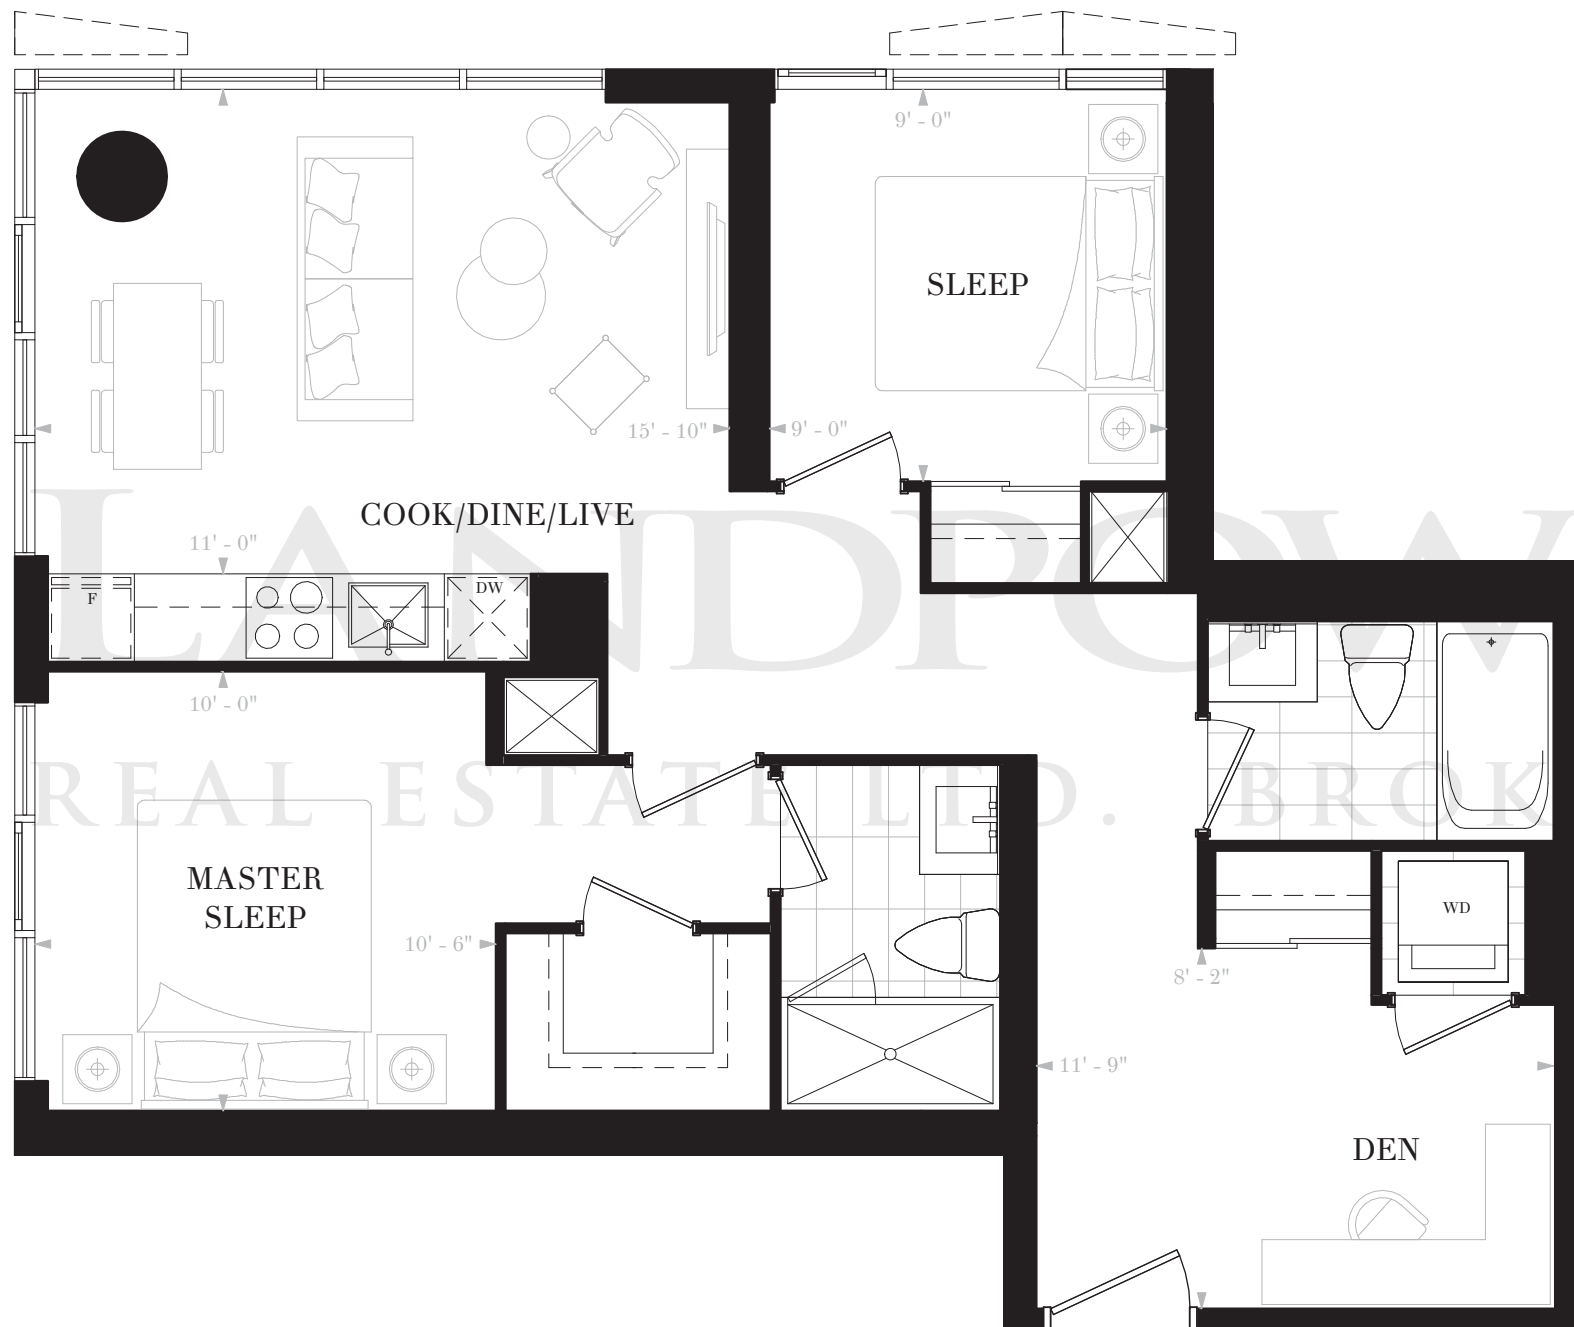 9' - 0"
SLEEP
15' - 10"
9' - 0"
COOK/DINE/LIVE
LANDPOW
11' - 0"
F
DW
10' - 0"
REAL ESTATE LTD. BROK
MASTER
SLEEP
WD
10' - 6"
8' - 2"
11' - 9"
DEN